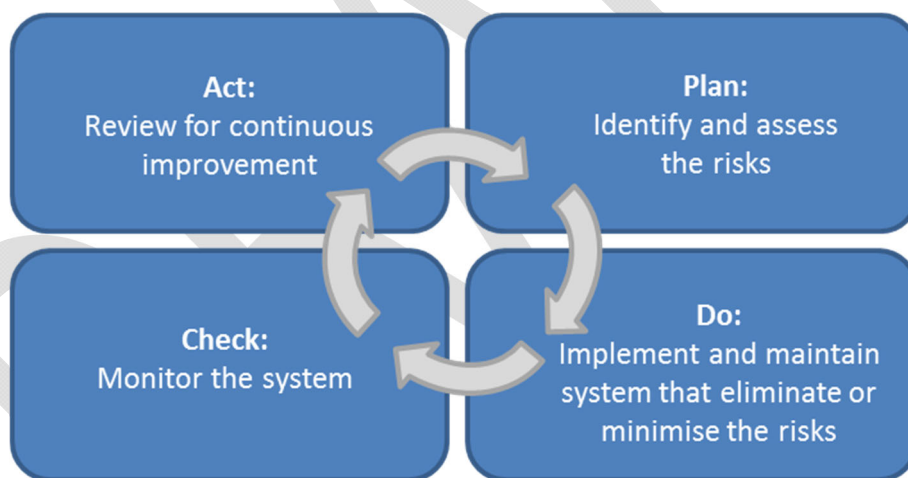 Act:
Review for continuous
improvement
Plan:
Identify and assess
the risks
Check:
Monitor the system
Do:
Implement and maintain
system that eliminate or
minimise the risks